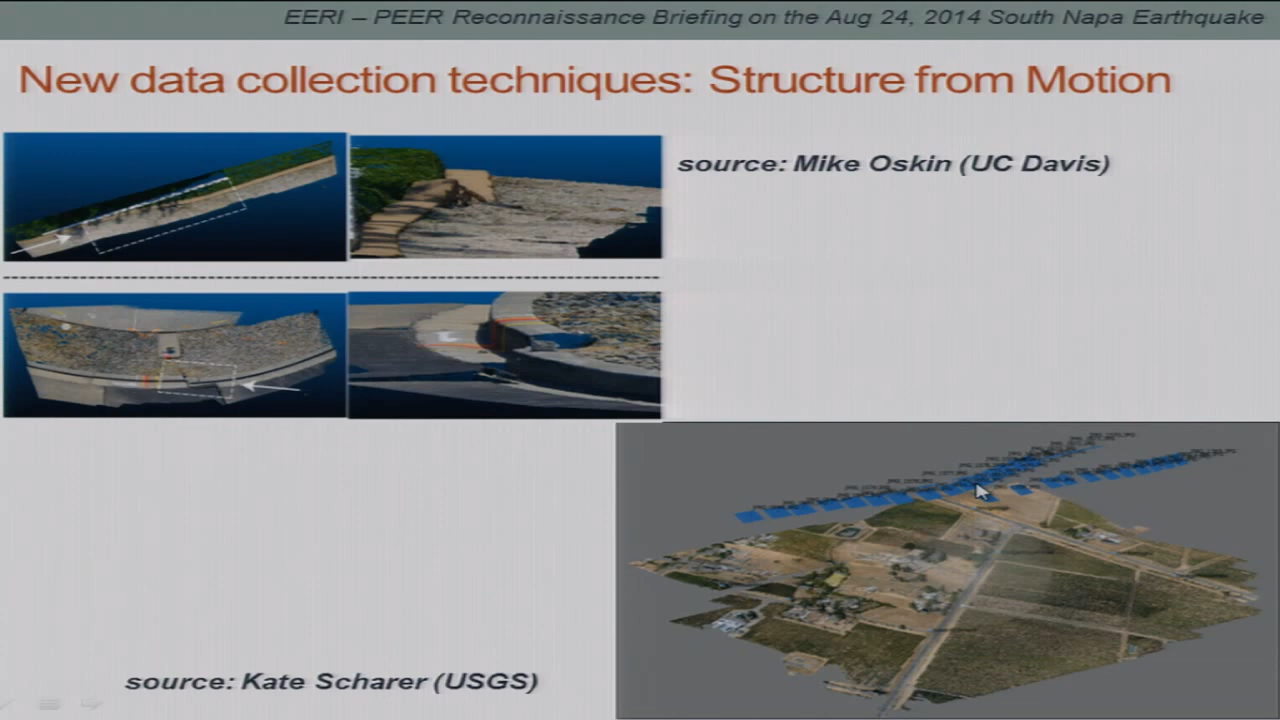 EERI – PEER Reconnaissance Briefing on the Aug 24, 2014 South Napa Earthquake
New data collection techniques: Structure from Motion
source: Mike Oskin (UC Davis)
source: Kate Scharer (USGS)